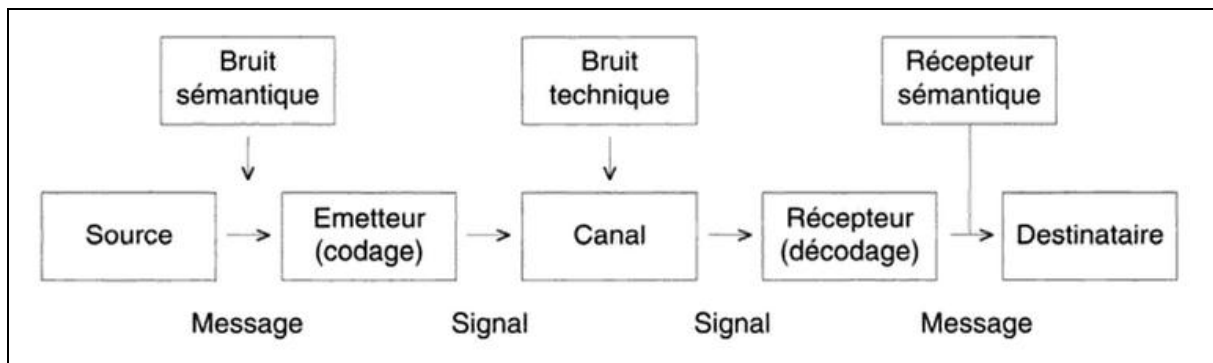 Bruit
sémantique
Bruit
technique
Récepteur
sémantique
Source
Emetteur
(codage)
Canal
Récepteur
(décodage)
Destinataire
Message
Signal
Signal
Message